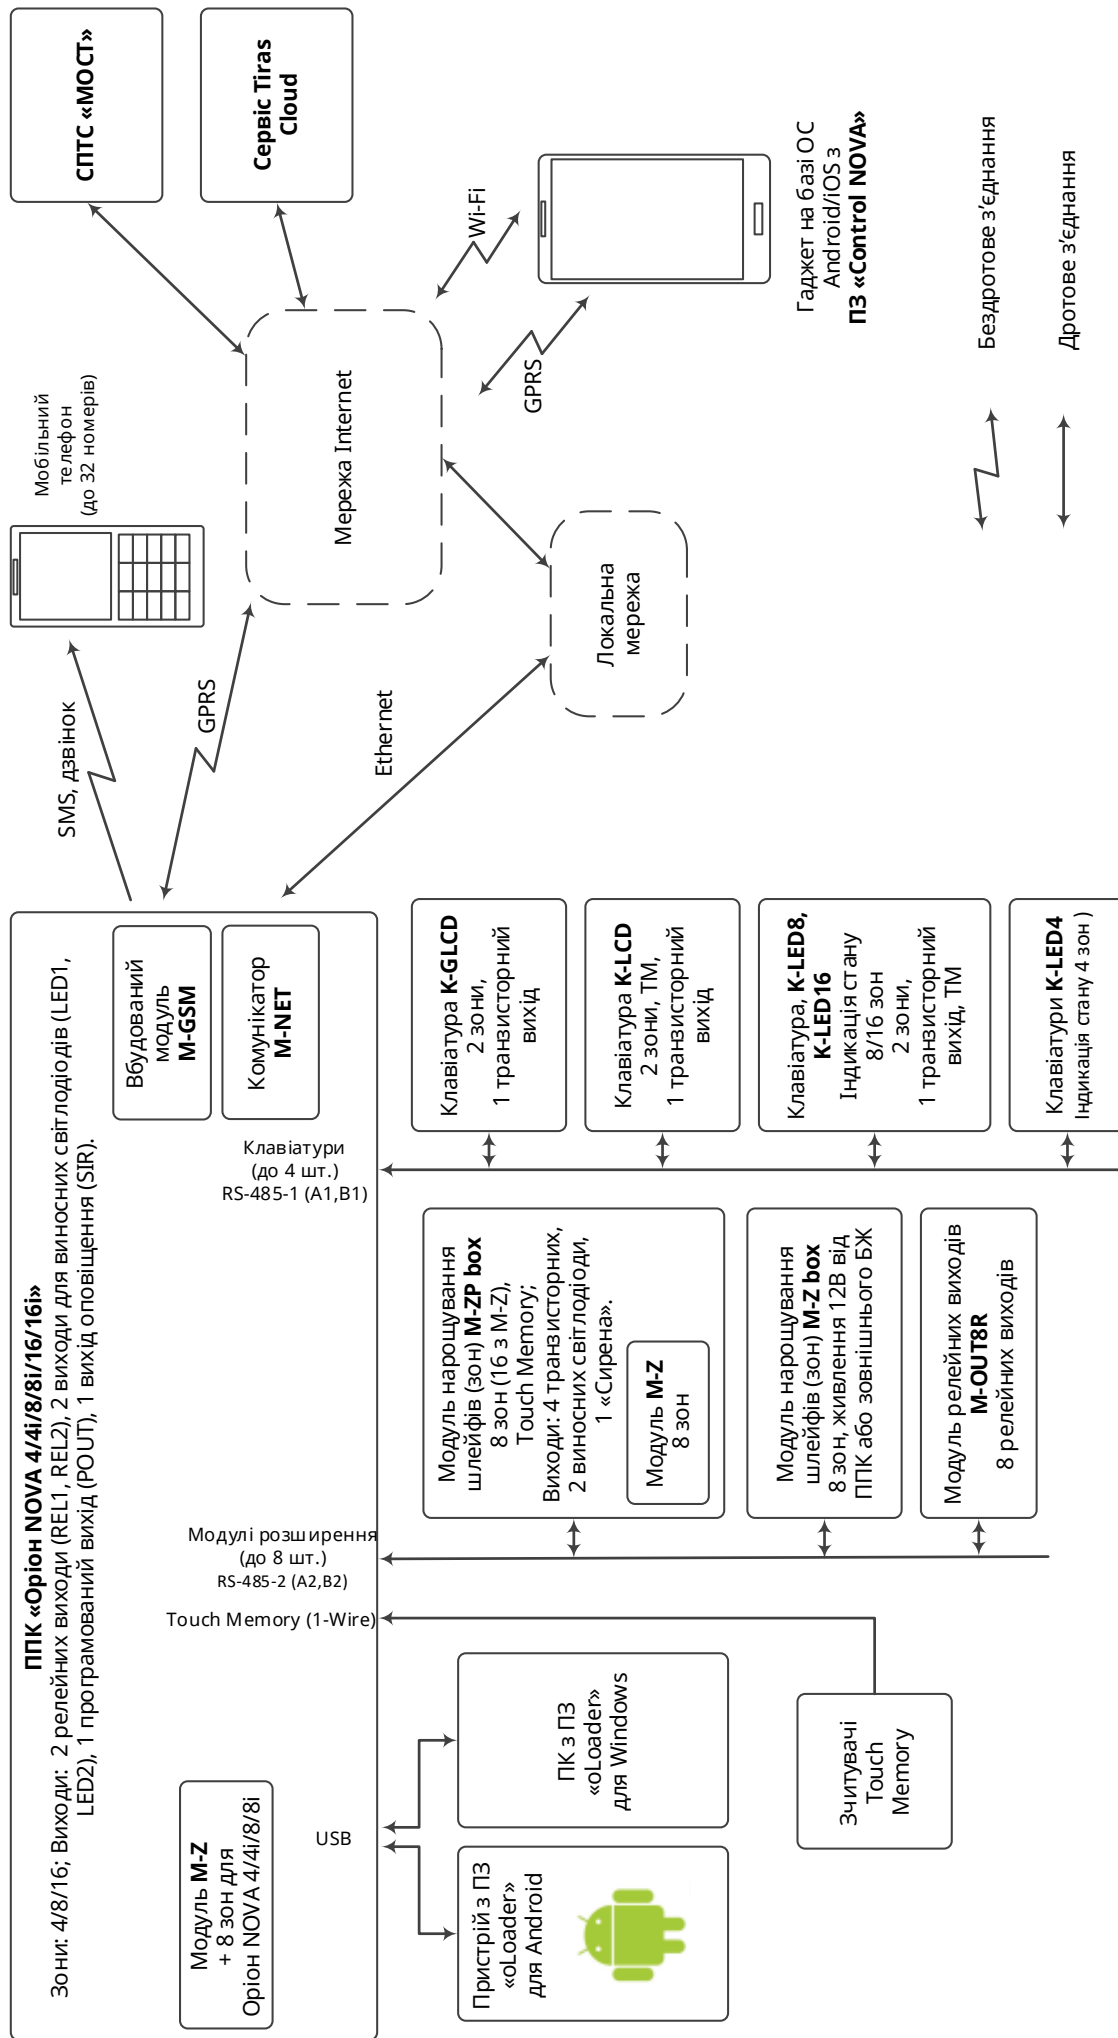 ППК «Оріон NOVA 4/4i/8/8i/16/16i»
Зони: 4/8/16; Виходи: 2 релейних виходи (REL1, REL2), 2 виходи для виносних світлодіодів (LED1,
LED2), 1 програмований вихід (POUT), 1 вихід оповіщення (SIR).
Модуль M-Z
+ 8 зон для
Оріон NOVA 4/4i/8/8i
USB
Touch Memory (1-Wire)
Модулі розширення
(до 8 шт.)
RS-485-2 (A2,B2)
Клавіатури
(до 4 шт.)
RS-485-1 (A1,B1)
Вбудований
модуль
M-GSM
Комунікатор
M-NET
Пристрій з ПЗ
«oLoader»
для Android
ПК з ПЗ
«oLoader»
для Windows
Зчитувачі
Touch
Memory
Модуль нарощування
шлейфів (зон) M-ZP box
8 зон (16 з M-Z),
Touch Memory;
Виходи: 4 транзисторних,
2 виносних світлодіоди,
1 «Сирена».
Модуль M-Z
8 зон
Модуль нарощування
шлейфів (зон) M-Z box
8 зон, живлення 12В від
ППК або зовнішнього БЖ
Модуль релейних виходів
M-OUT8R
8 релейних виходів
Клавіатура K-GLCD
2 зони,
1 транзисторний
вихід
Клавіатура K-LCD
2 зони, TM,
1 транзисторний
вихід
Клавіатура, K-LED8,
K-LED16
Індикація стану
8/16 зон
2 зони,
1 транзисторний
вихід, TM
Клавіатури K-LED4
Індикація стану 4 зон )
SMS, дзвінок
GPRS
Ethernet
Мобільний
телефон
(до 32 номерів)
Мережа Internet
Локальна
мережа
СПТС «МОСТ»
Сервіс Tiras
Cloud
Wi-Fi
GPRS
Гаджет на базі ОС
Android/iOS з
ПЗ «Control NOVA»
Бездротове з’єднання
Дротове з’єднання